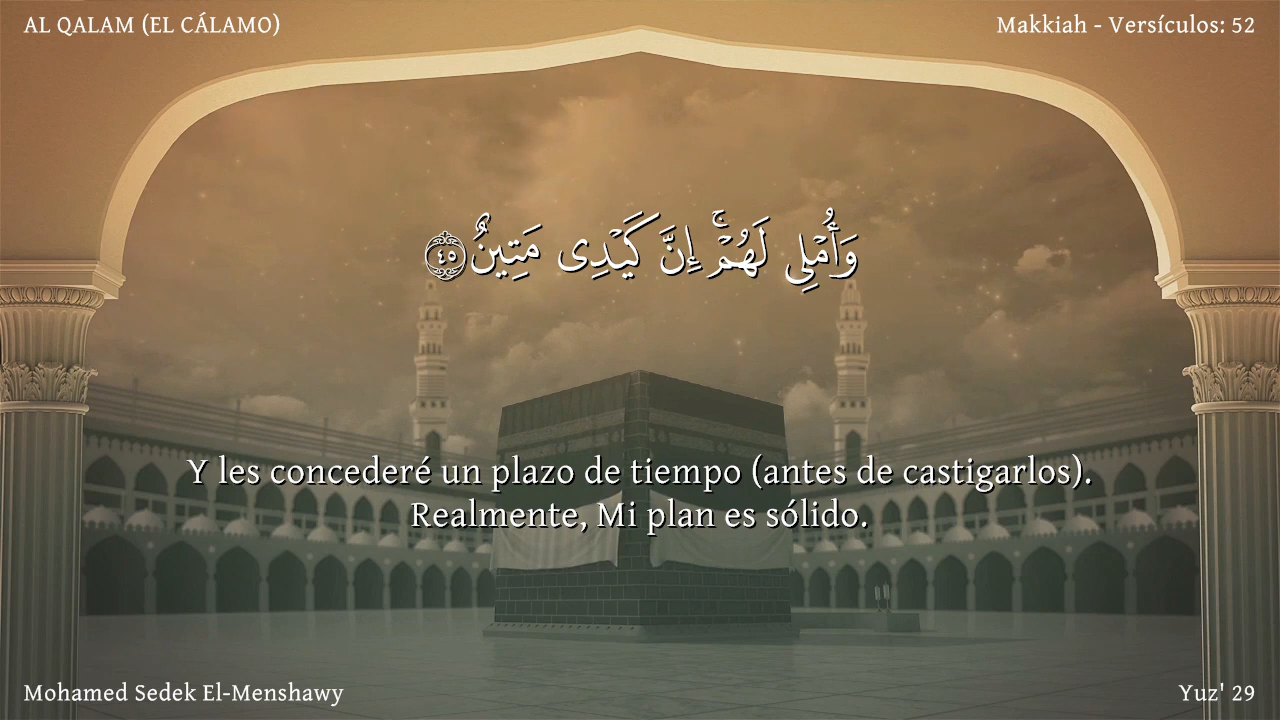 AL QALAM (EL CÁLAMO)
Makkiah - Versículos: 52
وَأُمْلِى لَهُمْ ۚ إِنَّ كَيْدِى مَتِينٌ ٤٥
Y les concederé un plazo de tiempo (antes de castigarlos).
Realmente, Mi plan es sólido.
Mohamed Sedek El-Menshawy
Yuz' 29